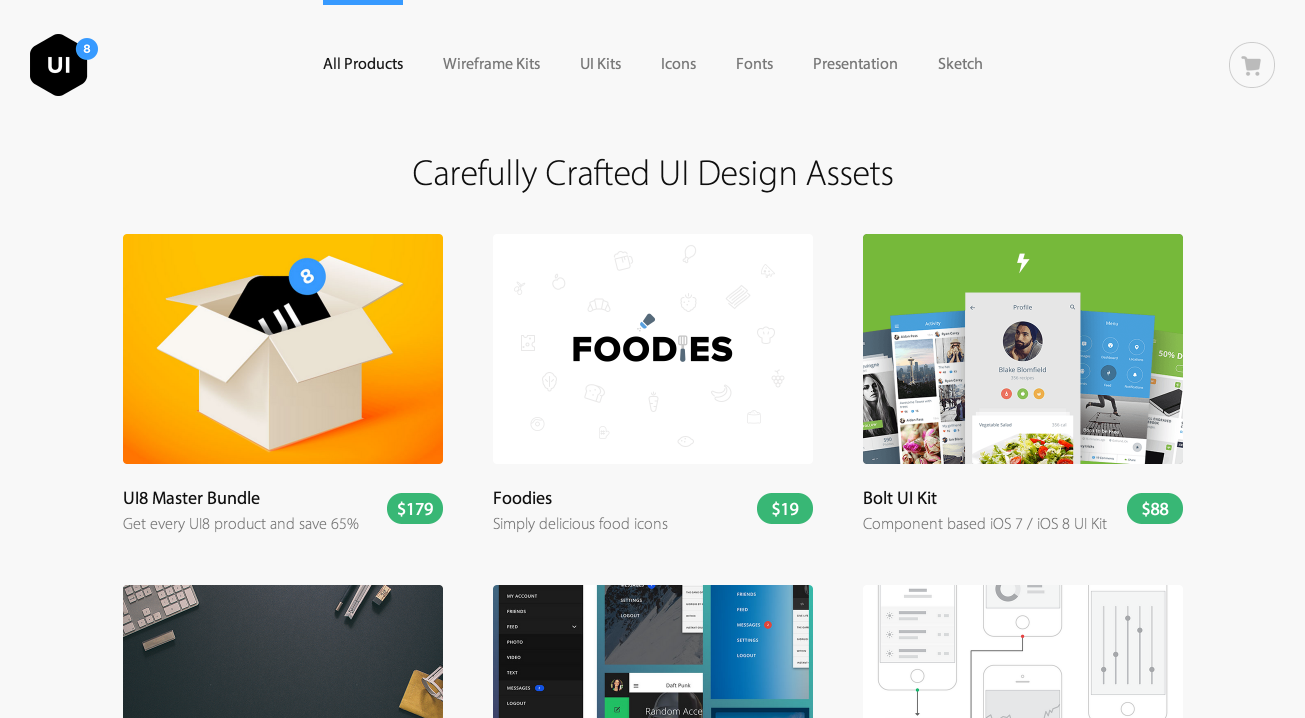 UI 8
All Products Wireframe Kits UI Kits Icons Fonts Presentation Sketch
Carefully Crafted UI Design Assets
8
FOODIES
Activity
Profile
Menu
50%
Blake Blomfield
Vegetable Salad
UI8 Master Bundle
Get every UI8 product and save 65%
$179
Foodies
Simply delicious food icons
$19
Bolt UI Kit
Component based iOS 7 / iOS 8 UI Kit
$88
MY ACCOUNT
FRIENDS
FEED
PHOTO
VIDEO
TEXT
MESSAGES
LOGOUT
SETTINGS
LOGOUT
Daft Punk
Random Acce
FRIENDS
FEED
MESSAGES
SETTINGS
LOGOUT